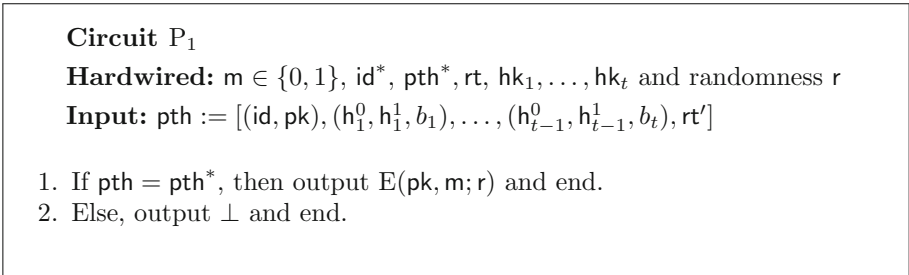 Circuit P₁
Hardwired: m ∈ {0, 1}, id*, pth*, rt, hk₁, . . . , hkₜ and randomness r
Input: pth := [(id, pk), (h₁⁰, h₁¹, b₁), . . . , (hₜ₋₁⁰, hₜ₋₁¹, bₜ), rt′]
1. If pth = pth*, then output E(pk, m; r) and end.
2. Else, output ⊥ and end.